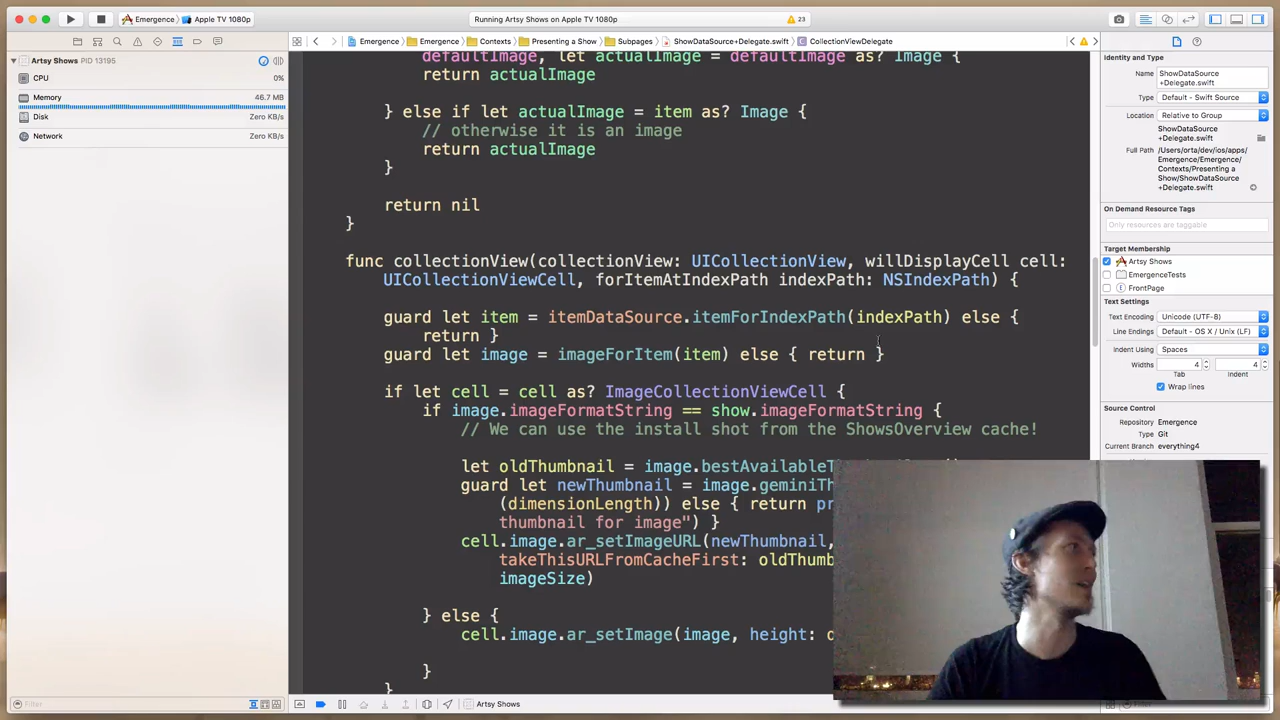 Emergence
Apple TV 1080p
Running Artsy Shows on Apple TV 1080p
23
Emergence
Emergence
Contexts
Presenting a Show
Subpages
ShowDataSource+Delegate.swift
CollectionViewDelegate
Artsy Shows PID 13195
CPU 0%
Memory 46.7 MB
Disk Zero KB/s
Network Zero KB/s
Filter
defaultImage, let actualImage = defaultImage as? Image {
return actualImage
} else if let actualImage = item as? Image {
// otherwise it is an image
return actualImage
}
return nil
}
func collectionView(collectionView: UICollectionView, willDisplayCell cell:
UICollectionViewCell, forItemAtIndexPath indexPath: NSIndexPath) {
guard let item = itemDataSource.itemForIndexPath(indexPath) else {
return }
guard let image = imageForItem(item) else { return }
if let cell = cell as? ImageCollectionViewCell {
if image.imageFormatString == show.imageFormatString {
// We can use the install shot from the ShowsOverview cache!
let oldThumbnail = image.bestAvailableT
guard let newThumbnail = image.geminiTh
(dimensionLength)) else { return pr
thumbnail for image") }
cell.image.ar_setImageURL(newThumbnail,
takeThisURLFromCacheFirst: oldThumb
imageSize)
} else {
cell.image.ar_setImage(image, height: d
}
}
Artsy Shows
Identity and Type
Name ShowDataSource
+Delegate.swift
Type Default - Swift Source
Location Relative to Group
ShowDataSource
+Delegate.swift
Full Path /Users/orta/dev/ios/apps/
Emergence/Emergence/
Contexts/Presenting a
Show/ShowDataSource
+Delegate.swift
On Demand Resource Tags
Only resources are taggable
Target Membership
Artsy Shows
EmergenceTests
FrontPage
Text Settings
Text Encoding Unicode (UTF-8)
Line Endings Default - OS X / Unix (LF)
Indent Using Spaces
Widths 4 4
Tab Indent
Wrap lines
Source Control
Repository Emergence
Type Git
Current Branch everything4